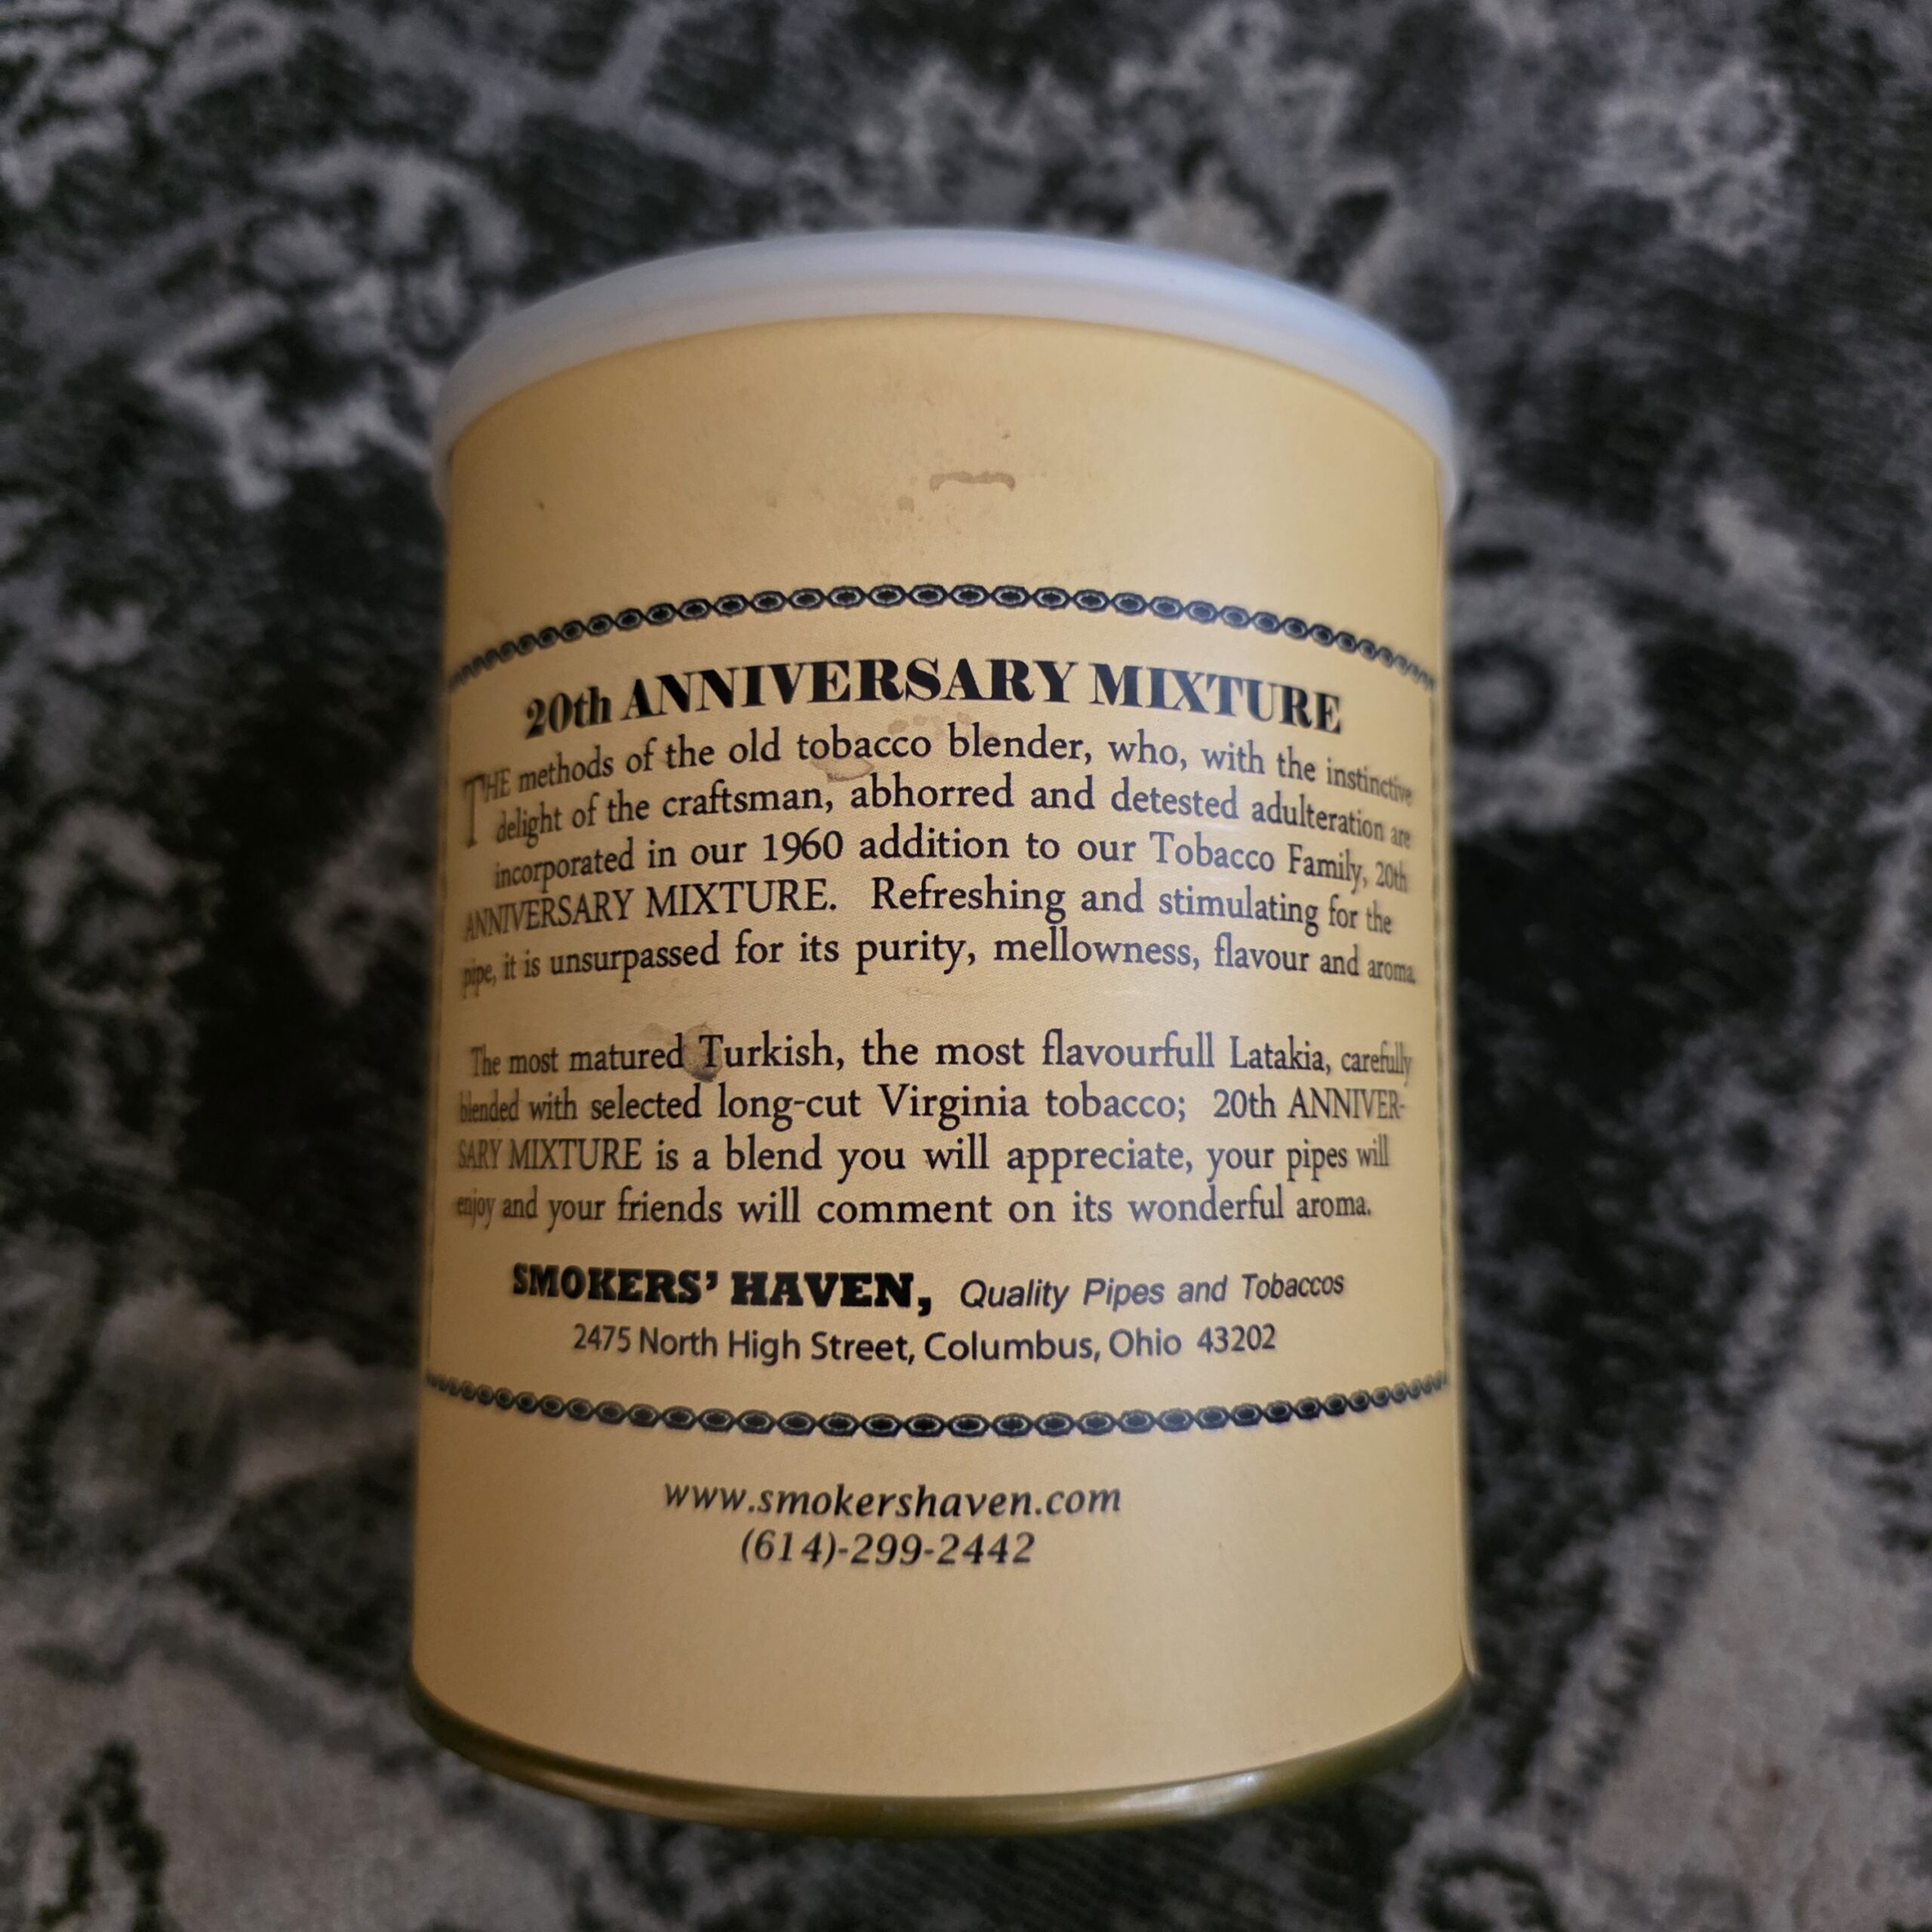 20th ANNIVERSARY MIXTURE
THE methods of the old tobacco blender, who, with the instinctive
delight of the craftsman, abhorred and detested adulteration are
incorporated in our 1960 addition to our Tobacco Family, 20th
ANNIVERSARY MIXTURE. Refreshing and stimulating for the
pipe, it is unsurpassed for its purity, mellowness, flavour and aroma.
The most matured Turkish, the most flavourfull Latakia, carefully
blended with selected long-cut Virginia tobacco; 20th ANNIVER-
SARY MIXTURE is a blend you will appreciate, your pipes will
enjoy and your friends will comment on its wonderful aroma.
SMOKERS' HAVEN, Quality Pipes and Tobaccos
2475 North High Street, Columbus, Ohio 43202
www.smokershaven.com
(614)-299-2442